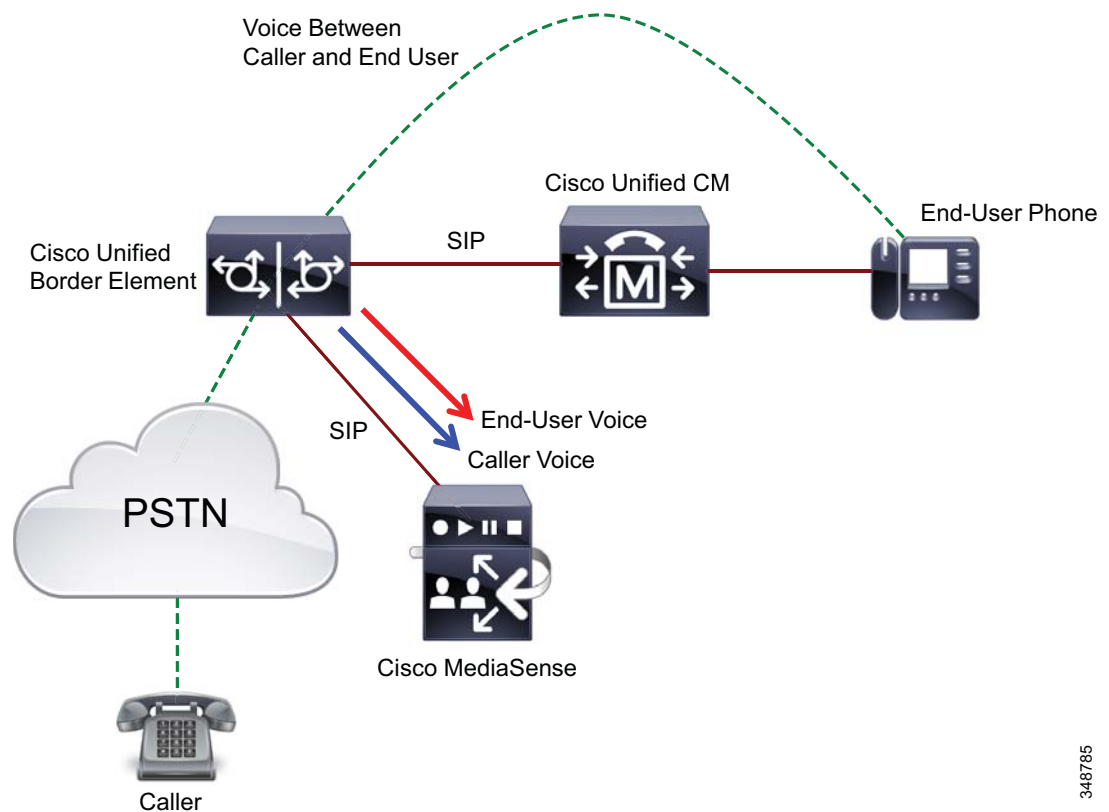 Voice Between
Caller and End User
Cisco Unified CM
End-User Phone
Cisco Unified
Border Element
SIP
M
End-User Voice
SIP
Caller Voice
PSTN
Cisco MediaSense
Caller
348785